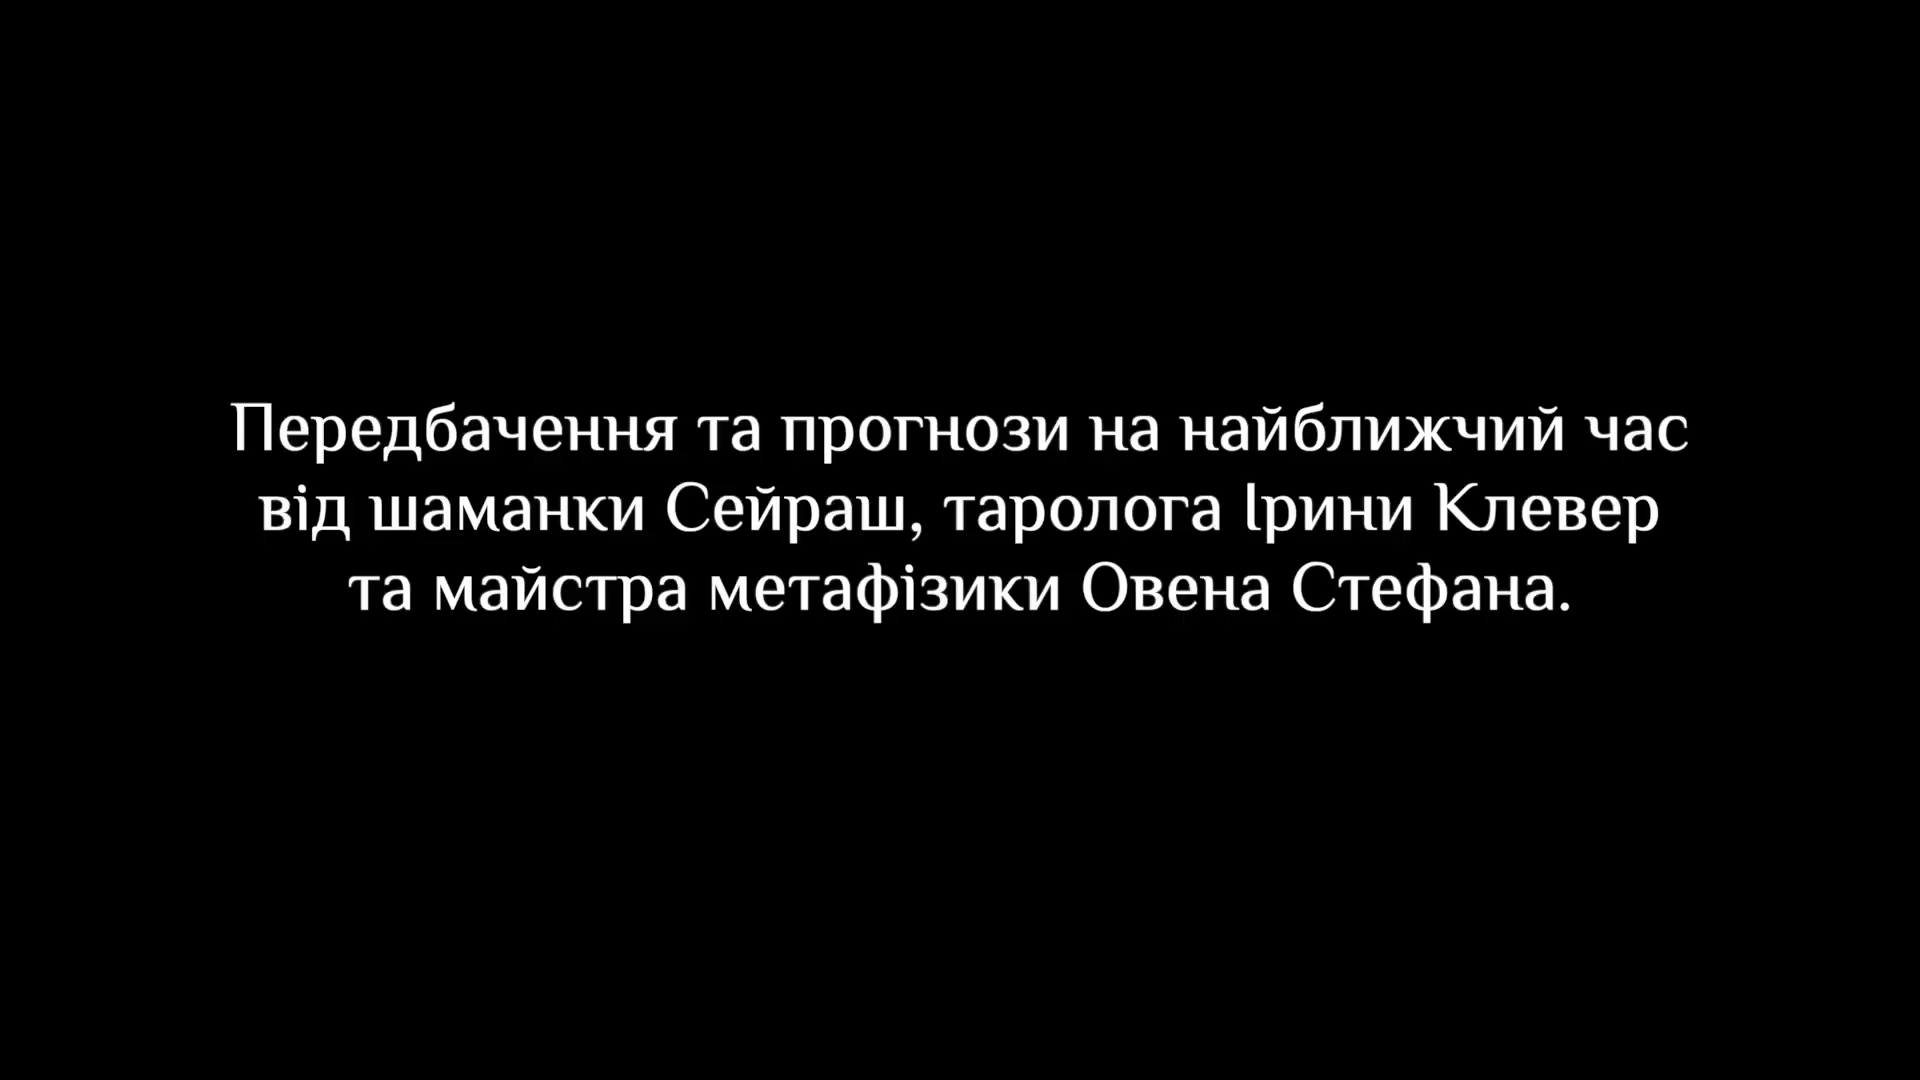 Передбачення та прогнози на найближчий час
від шаманки Сейраш, таролога Ірини Клевер
та майстра метафізики Овена Стефана.